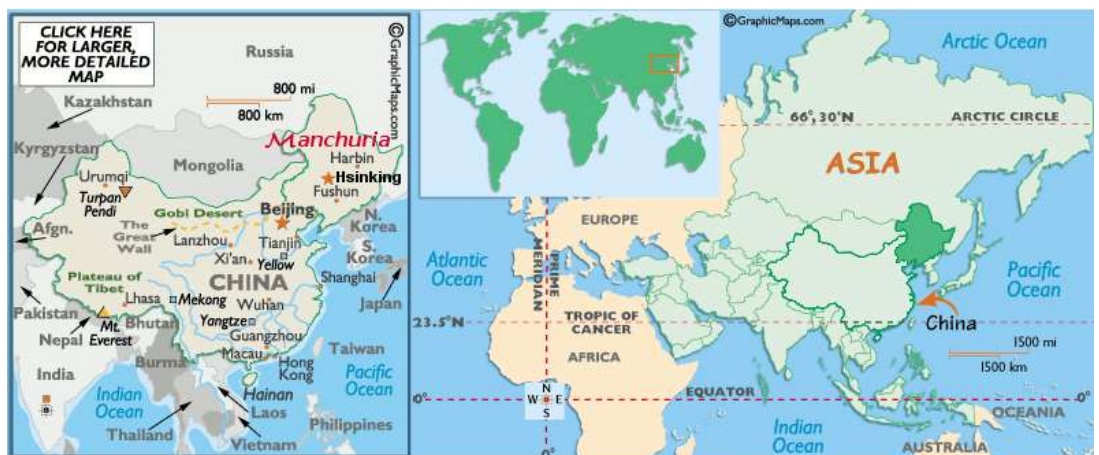 CLICK HERE
FOR LARGER,
MORE DETAILED
MAP
©GraphicMaps.com
Russia
800 mi
800 km
Kazakhstan
Kyrgyzstan
Mongolia
Manchuria
Harbin
Hsinking
Fushun
Urumqi
Turpan
Pendi
Gobi Desert
Beijing
Afgn.
The
Great
Wall
Lanzhou
Tianjin
N.
Korea
S.
Korea
Xi'an
Yellow
Plateau of
Tibet
CHINA
Shanghai
Japan
Lhasa
Mekong
Wuhan
Pakistan
Nepal
Mt.
Everest
Bhutan
Yangtze
Guangzhou
Burma
Macau
Hong
Kong
Taiwan
Pacific
Ocean
India
Indian
Ocean
Hainan
Laos
Thailand
Vietnam
Philippines
©GraphicMaps.com
Arctic Ocean
66°, 30°N
ARCTIC CIRCLE
ASIA
EUROPE
Atlantic
Ocean
PRIME
MERIDIAN
Pacific
Ocean
23.5°N
TROPIC OF
CANCER
China
AFRICA
1500 mi
1500 km
EQUATOR
N
W E
S
0°
0°
OCEANIA
Indian
Ocean
AUSTRALIA
0°